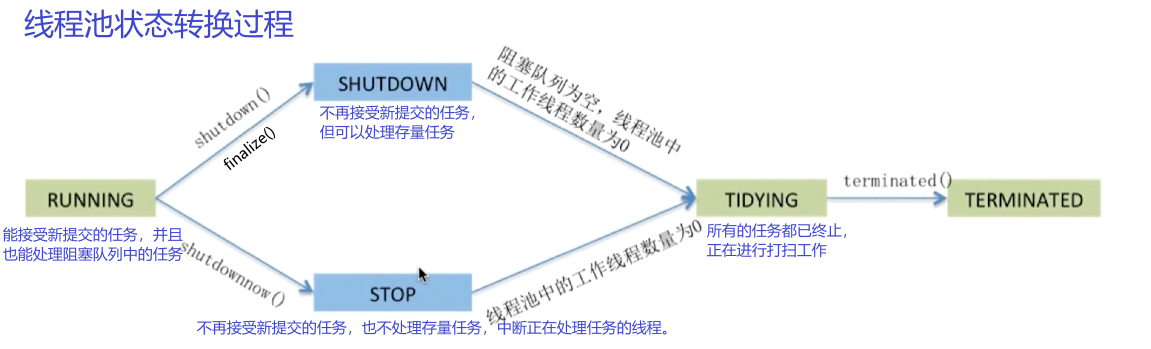 线程池状态转换过程
SHUTDOWN
shutdown()
finalize()
不再接受新提交的任务，
但可以处理存量任务
阻塞队列为空，线程池中
的工作线程数量为0
RUNNING
能接受新提交的任务，并且
也能处理阻塞队列中的任务
shutdownnow()
STOP
不再接受新提交的任务，也不处理存量任务，中断正在处理任务的线程。
线程池中的工作线程数量为0
TIDYING
所有的任务都已终止，
正在进行打扫工作
terminated()
TERMINATED